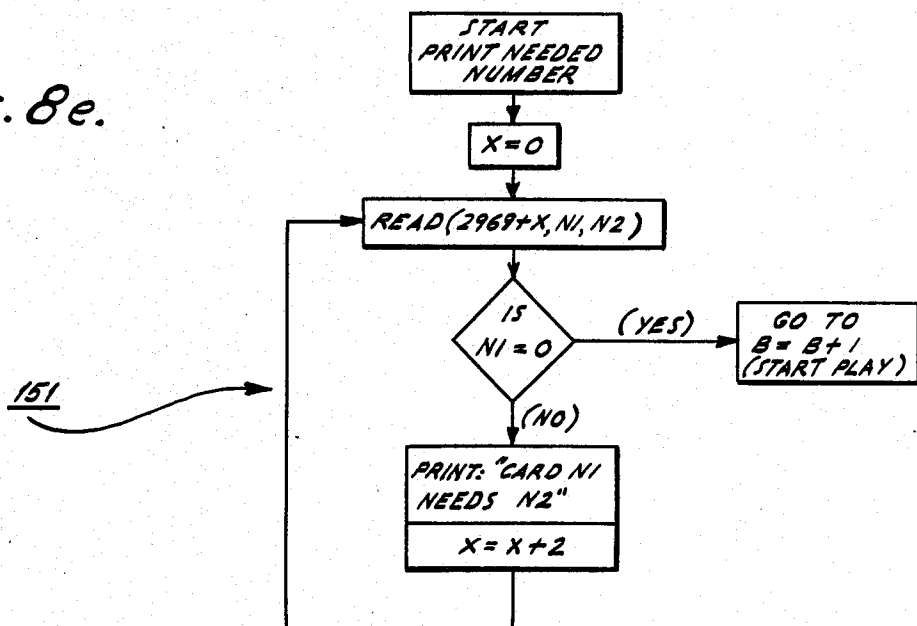 8e.
START
PRINT NEEDED
NUMBER
X=0
READ(2969+X, N1, N2)
IS
N1=0
(YES)
GO TO
B=B+1
(START PLAY)
151
(NO)
PRINT: "CARD N1
NEEDS N2"
X=X+2